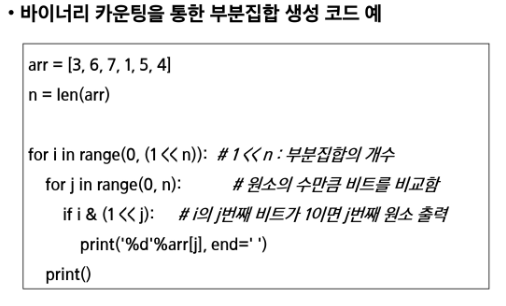 • 바이너리 카운팅을 통한 부분집합 생성 코드 예
arr = [3, 6, 7, 1, 5, 4]
n = len(arr)
for i in range(0, (1 << n)): # 1 << n : 부분집합의 개수
for j in range(0, n): # 원소의 수만큼 비트를 비교함
if i & (1 << j): # i의 j번째 비트가 1이면 j번째 원소 출력
print('%d'%arr[j], end=' ')
print()